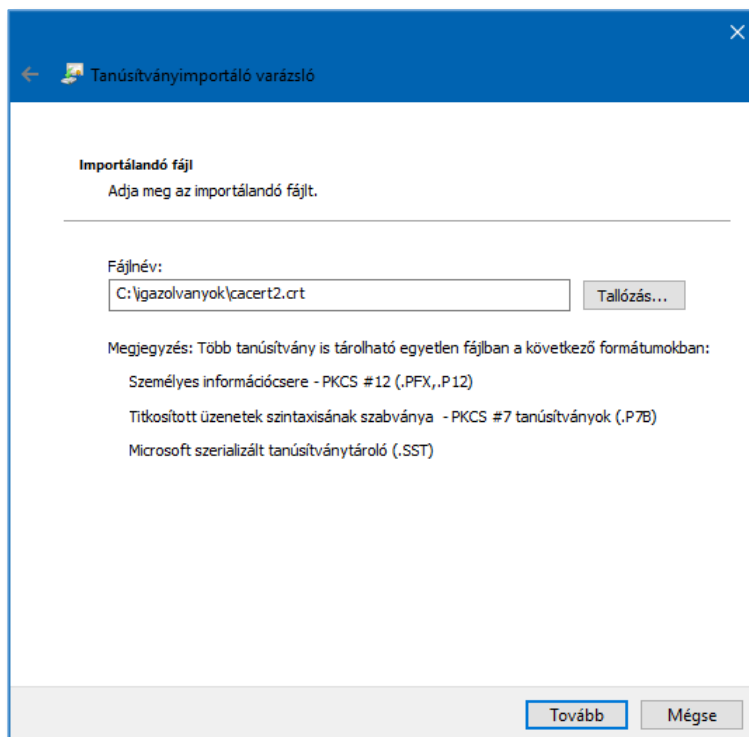 Tanúsítványimportáló varázsló
Importálandó fájl
Adja meg az importálandó fájlt.
Fájlnév:
C:\igazolvanyok\cacert2.crt
Tallózás...
Megjegyzés: Több tanúsítvány is tárolható egyetlen fájlban a következő formátumokban:
Személyes információcsere - PKCS #12 (.PFX,.P12)
Titkosított üzenetek szintaxisának szabványa - PKCS #7 tanúsítványok (.P7B)
Microsoft szerializált tanúsítványtároló (.SST)
Tovább
Mégse